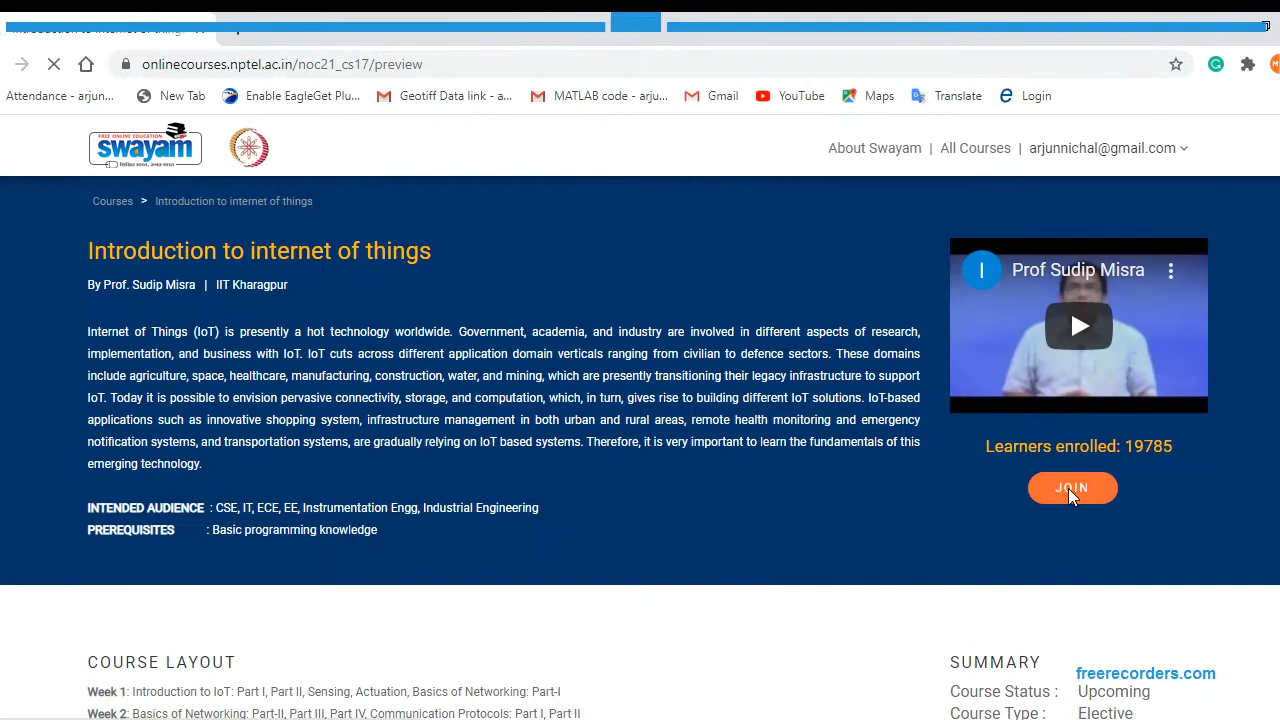 onlinecourses.nptel.ac.in/noc21_cs17/preview
Attendance - arjun...
New Tab
Enable EagleGet Plu...
Geotiff Data link - a...
MATLAB code - arju...
Gmail
YouTube
Maps
Translate
Login
FREE ONLINE EDUCATION
swayam
About Swayam | All Courses | arjunnichal@gmail.com
Courses > Introduction to internet of things
Introduction to internet of things
By Prof. Sudip Misra | IIT Kharagpur
Internet of Things (IoT) is presently a hot technology worldwide. Government, academia, and industry are involved in different aspects of research,
implementation, and business with IoT. IoT cuts across different application domain verticals ranging from civilian to defence sectors. These domains
include agriculture, space, healthcare, manufacturing, construction, water, and mining, which are presently transitioning their legacy infrastructure to support
IoT. Today it is possible to envision pervasive connectivity, storage, and computation, which, in turn, gives rise to building different IoT solutions. IoT-based
applications such as innovative shopping system, infrastructure management in both urban and rural areas, remote health monitoring and emergency
notification systems, and transportation systems, are gradually relying on IoT based systems. Therefore, it is very important to learn the fundamentals of this
emerging technology.
INTENDED AUDIENCE : CSE, IT, ECE, EE, Instrumentation Engg, Industrial Engineering
PREREQUISITES : Basic programming knowledge
I Prof Sudip Misra
Learners enrolled: 19785
JOIN
COURSE LAYOUT
Week 1: Introduction to IoT: Part I, Part II, Sensing, Actuation, Basics of Networking: Part-I
Week 2: Basics of Networking: Part-II, Part III, Part IV, Communication Protocols: Part I, Part II
SUMMARY
freerecorders.com
Course Status : Upcoming
Course Type : Elective